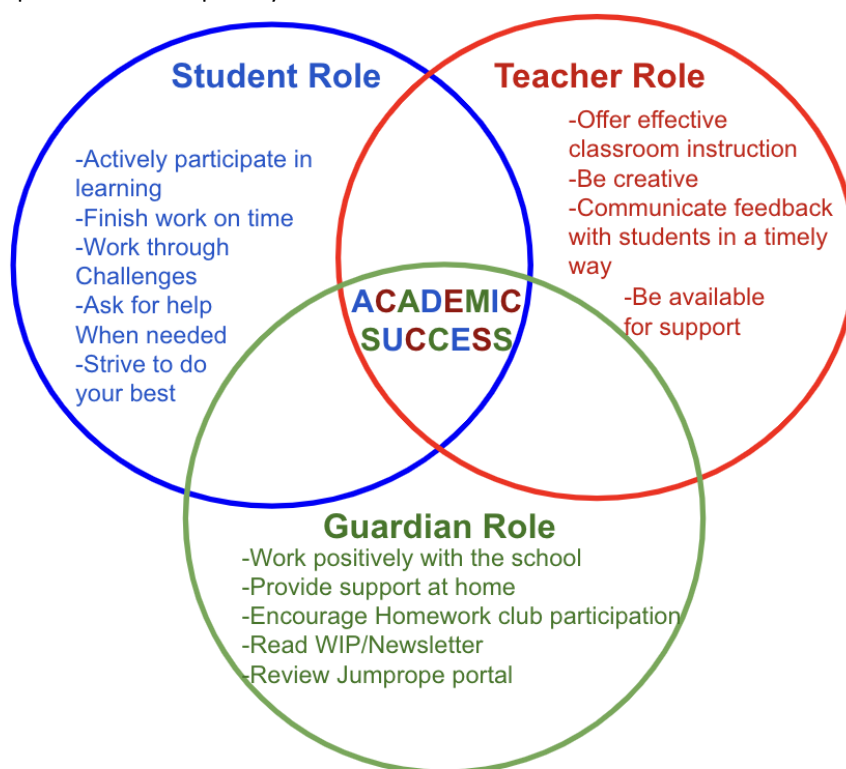 Student Role
-Actively participate in
learning
-Finish work on time
-Work through
Challenges
-Ask for help
When needed
-Strive to do
your best
Teacher Role
-Offer effective
classroom instruction
-Be creative
-Communicate feedback
with students in a timely
way
-Be available
for support
ACADEMIC
SUCCESS
Guardian Role
-Work positively with the school
-Provide support at home
-Encourage Homework club participation
-Read WIP/Newsletter
-Review Jumprope portal